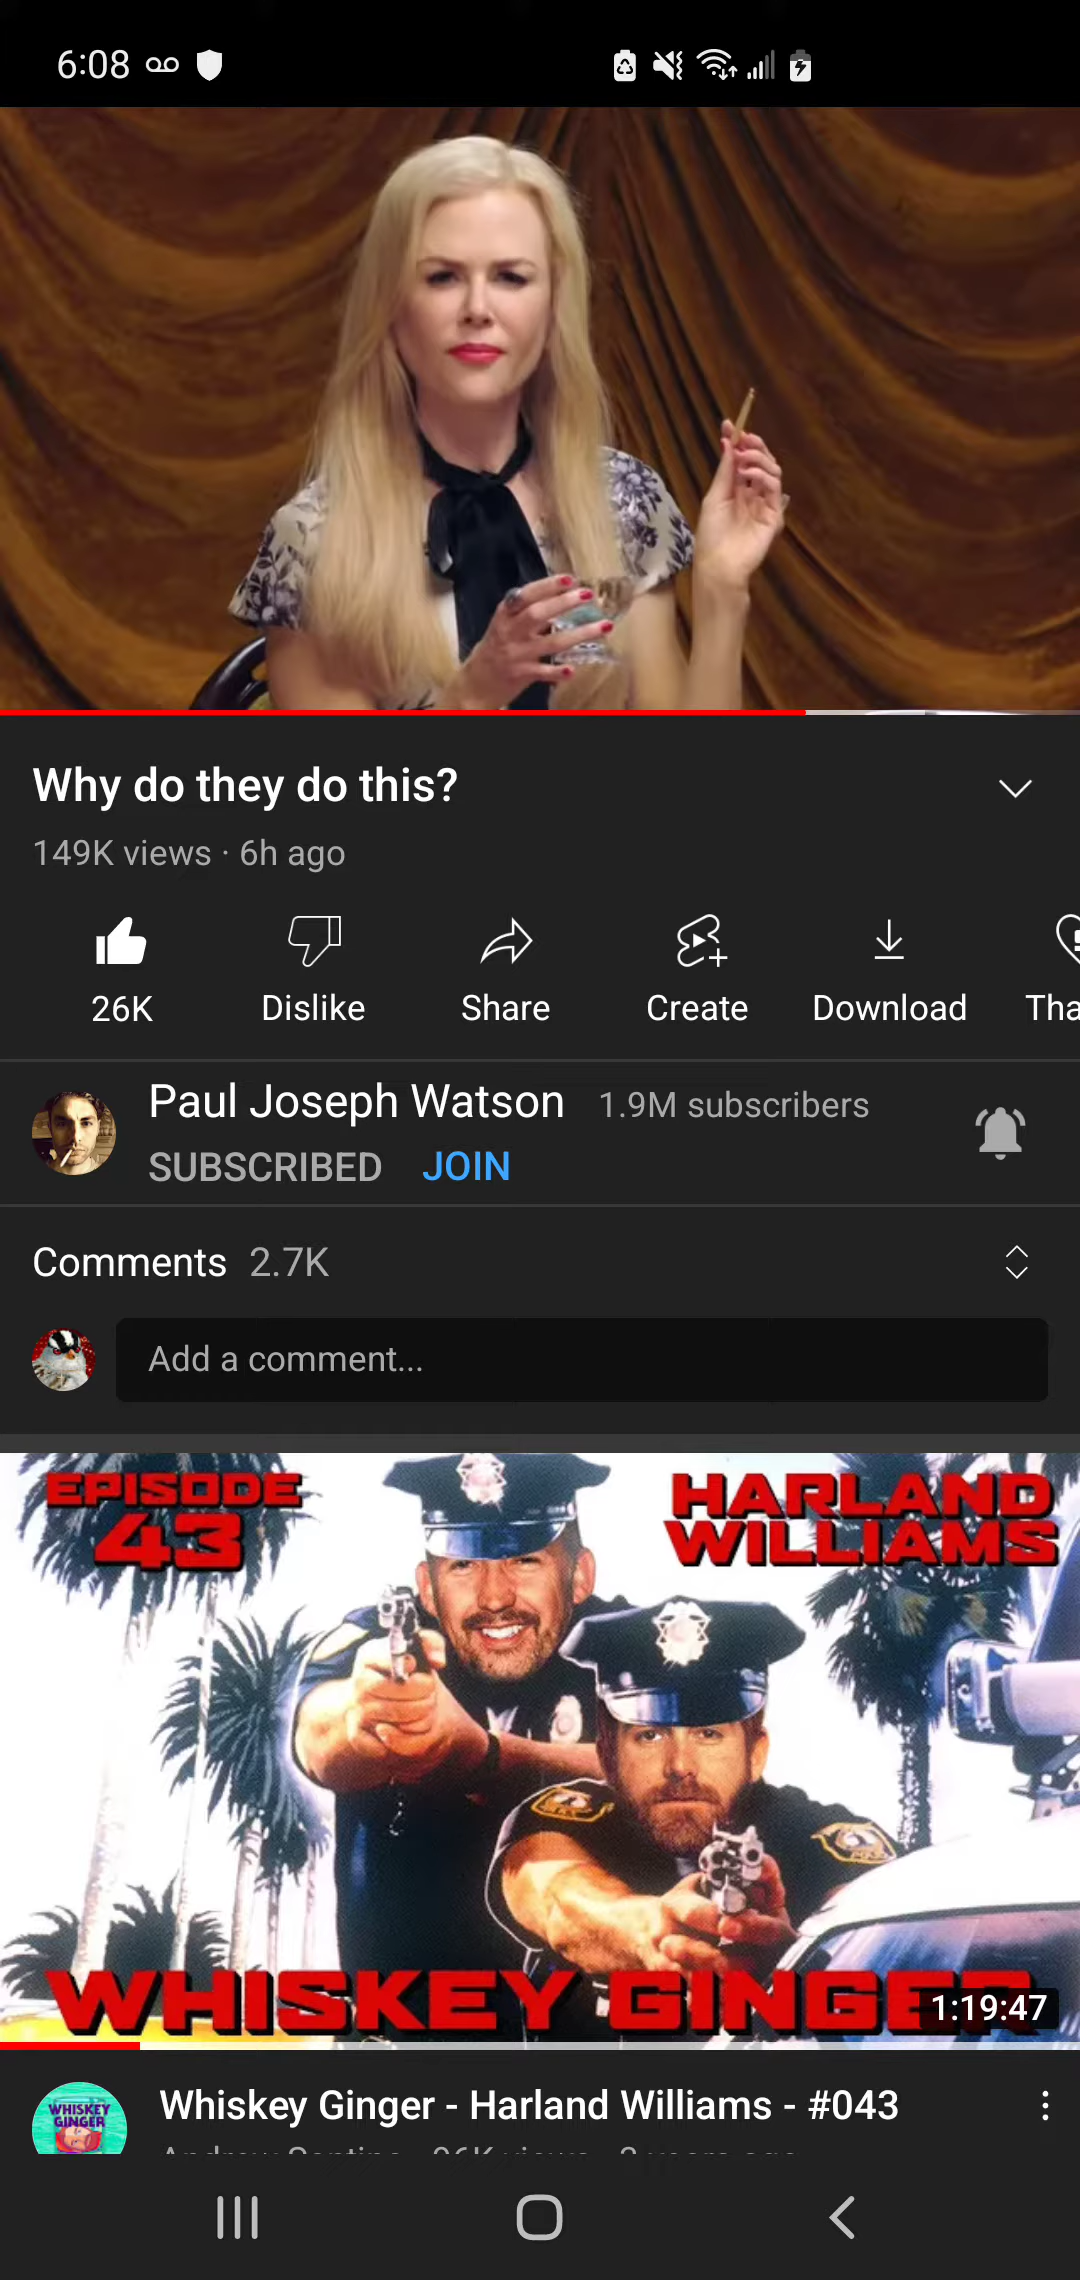 6:08
Why do they do this?
149K views · 6h ago
26K
Dislike
Share
Create
Download
Tha
Paul Joseph Watson 1.9M subscribers
SUBSCRIBED JOIN
Comments 2.7K
Add a comment...
EPISODE
43
HARLAND
WILLIAMS
WHISKEY GINGER
1:19:47
WHISKEY
GINGER
Whiskey Ginger - Harland Williams - #043